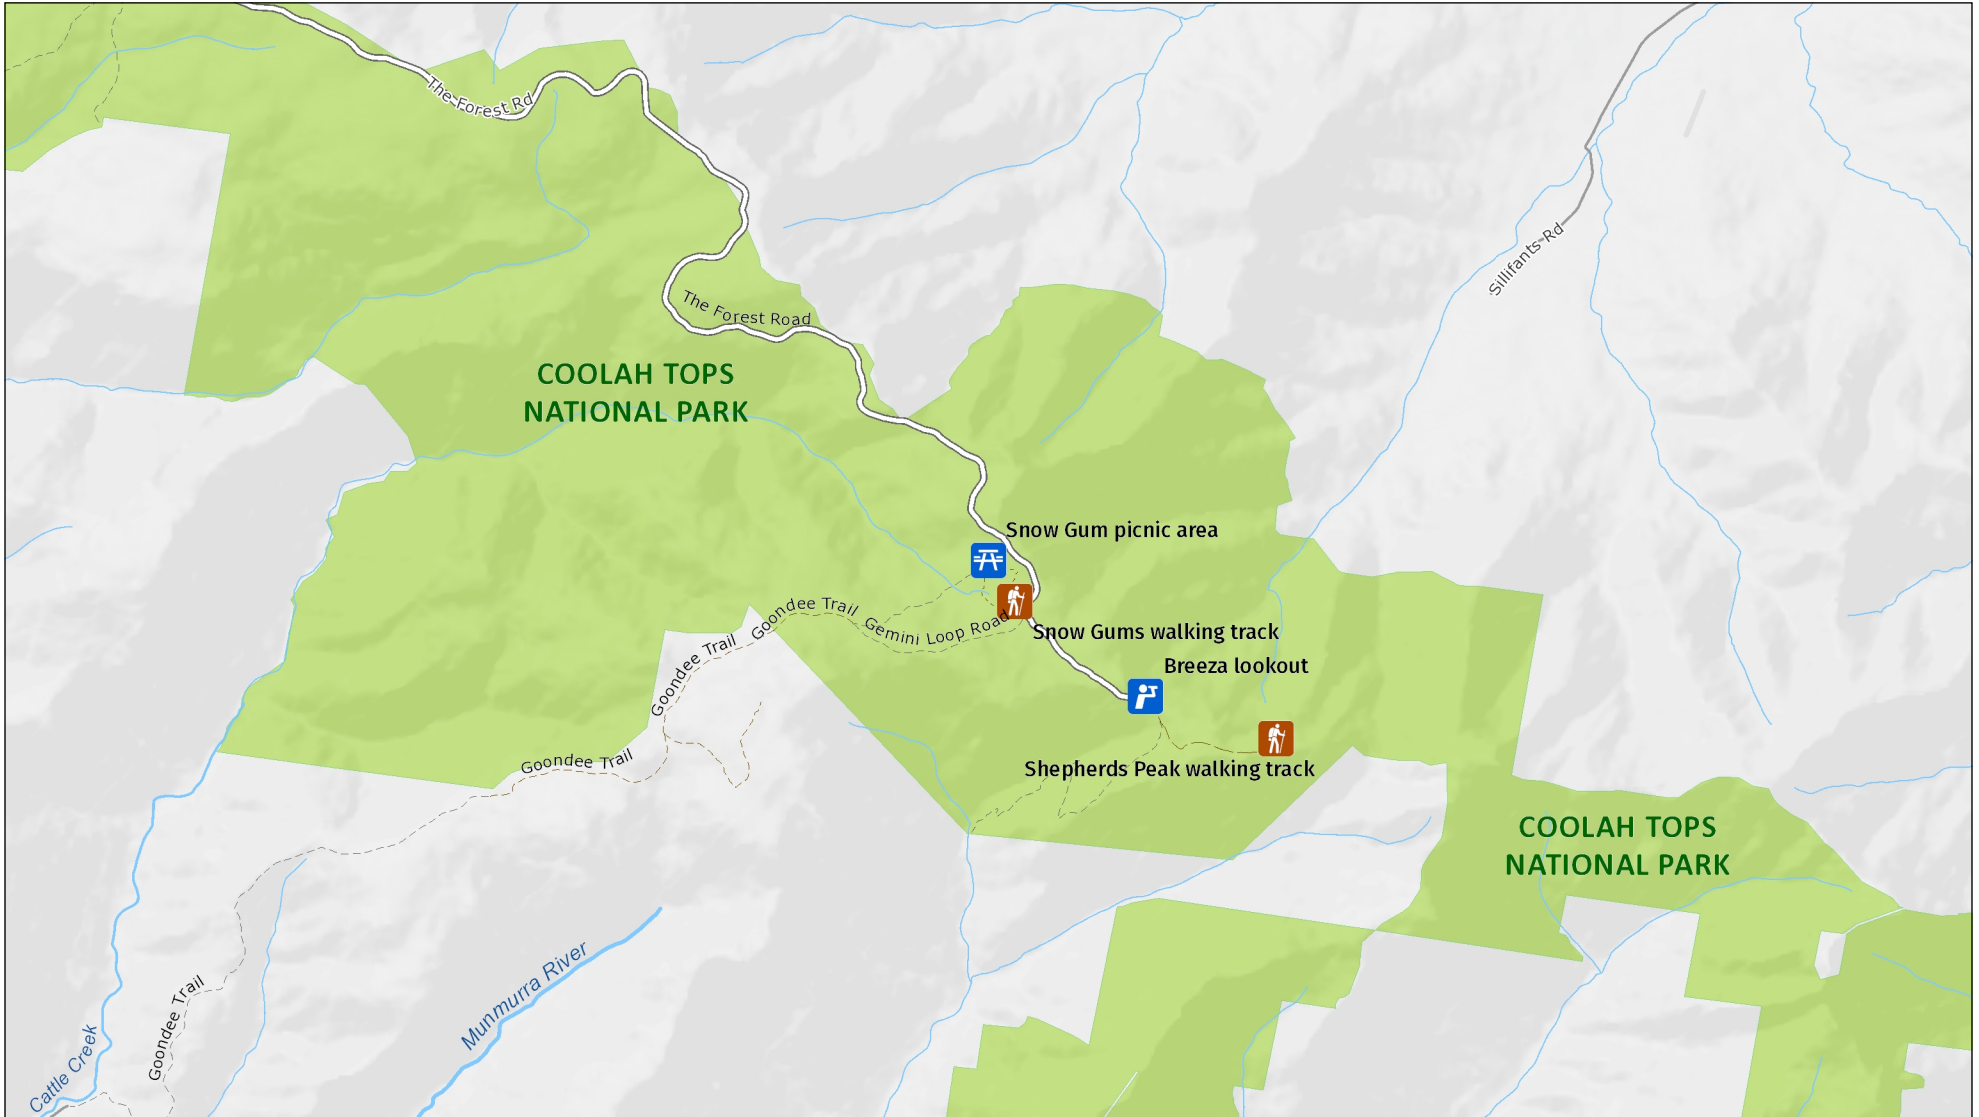 The Forest Rd
Sillifants Rd
The Forest Road
COOLAH TOPS
NATIONAL PARK
Snow Gum picnic area
Goondee Trail
Gemini Loop Road
Snow Gums walking track
Goondee Trail
Breeza lookout
Goondee Trail
Shepherds Peak walking track
COOLAH TOPS
NATIONAL PARK
Munmurra River
Goondee Trail
Cattle Creek